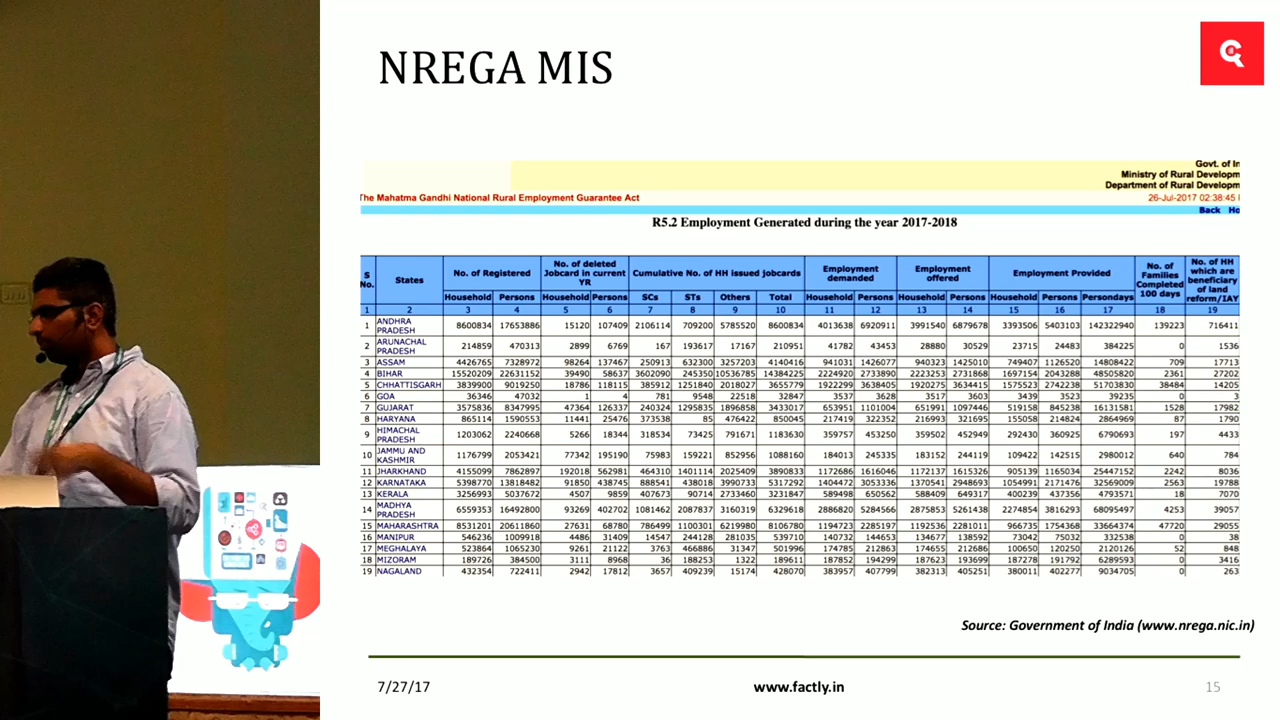 NREGA MIS
Govt. of In
Ministry of Rural Developm
Department of Rural Developm
The Mahatma Gandhi National Rural Employment Guarantee Act 26-Jul-2017 02:38:45
Back Ho
R5.2 Employment Generated during the year 2017-2018
S No. States No. of Registered No. of deleted Jobcard in current YR Cumulative No. of HH issued jobcards Employment demanded Employment offered Employment Provided No. of Families Completed 100 days No. of HH which are beneficiary of land reform/IAY
Household Persons Household Persons SCs STs Others Total Household Persons Household Persons Household Persons Persondays
1 2 3 4 5 6 7 8 9 10 11 12 13 14 15 16 17 18 19
1 ANDHRA PRADESH 8600834 17653886 15120 107409 2106114 709200 5785520 8600834 4013638 6920911 3991540 6879678 3393506 5403103 142322940 139223 716411
2 ARUNACHAL PRADESH 214859 470313 2899 6769 167 193617 17167 210951 41782 43453 28880 30529 23715 24483 384225 0 1536
3 ASSAM 4426765 7328972 98264 137467 250913 632300 3257203 4140416 941031 1426077 940323 1425010 749407 1126520 14808422 709 17713
4 BIHAR 15520209 22631152 39490 58637 3602090 245350 10536785 14384225 2224920 2733890 2223253 2731868 1697154 2043288 48505820 2361 27202
5 CHHATTISGARH 3839900 9019250 18786 118115 385912 1251840 2018027 3655779 1922299 3638405 1920275 3634415 1575523 2742238 51703830 38484 14205
6 GOA 36346 47032 1 4 781 9548 22518 32847 3537 3628 3517 3603 3439 3523 39235 0 3
7 GUJARAT 3575836 8347995 47364 126337 240324 1295835 1896858 3433017 653951 1101004 651991 1097446 519158 845238 16131581 1528 17982
8 HARYANA 865114 1590553 11441 25476 373538 85 476422 850045 217419 322352 216993 321695 155058 214824 2864969 87 1790
9 HIMACHAL PRADESH 1203062 2240668 5266 18344 318534 73425 791671 1183630 359757 453250 359502 452949 292430 360925 6790693 197 4433
10 JAMMU AND KASHMIR 1176799 2053421 77342 195190 75983 159221 852956 1088160 184013 245335 183152 244179 109422 142515 2980012 640 784
11 JHARKHAND 4155099 7862897 192018 562981 464310 1401114 2025409 3890833 1172686 1616046 1172137 1615326 905139 1165034 25447152 2242 8036
12 KARNATAKA 5398770 13818482 91850 438745 888541 438018 3990733 5317292 1404472 3053336 1370541 2948693 1054991 2171476 32569009 2563 19788
13 KERALA 3256993 5037672 4507 9859 407673 90714 2733460 3231847 589498 650562 588409 649317 400239 437356 4793571 18 7070
14 MADHYA PRADESH 6559353 16492800 93269 402702 1081462 2087837 3160319 6329618 2886820 5284566 2875853 5261438 2274854 3816293 68095497 4253 39057
15 MAHARASHTRA 8531201 20611860 27631 68780 786499 1100301 6219980 8106780 1194723 2285197 1192536 2281018 966735 1754368 33664374 47720 29055
16 MANIPUR 546236 1009918 4486 31409 14547 244128 281035 539710 140732 144653 134677 138592 73042 75032 332538 0 38
17 MEGHALAYA 523864 1065230 9261 21122 3763 466886 31347 501996 174785 212863 174655 212686 100650 120250 2120126 52 848
18 MIZORAM 189726 384500 3111 8968 36 188253 1322 189611 187852 194299 187623 193699 187278 191792 6289593 0 3416
19 NAGALAND 432354 722411 2942 17812 3657 409239 15174 428070 383957 407799 382313 405251 380011 402277 9034705 0 263
Source: Government of India (www.nrega.nic.in)
7/27/17 www.factly.in 15